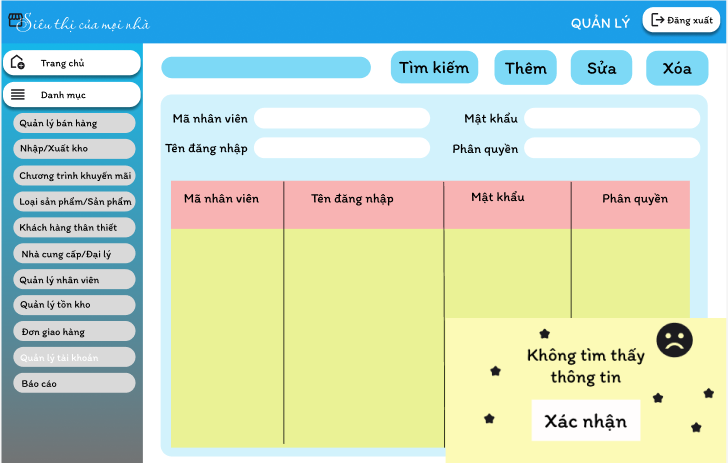 Siêu thị của mọi nhà
QUẢN LÝ
Đăng xuất
Trang chủ
Danh mục
Quản lý bán hàng
Nhập/Xuất kho
Chương trình khuyến mãi
Loại sản phẩm/Sản phẩm
Khách hàng thân thiết
Nhà cung cấp/Đại lý
Quản lý nhân viên
Quản lý tồn kho
Đơn giao hàng
Quản lý tài khoản
Báo cáo
Tìm kiếm
Thêm
Sửa
Xóa
Mã nhân viên
Mật khẩu
Tên đăng nhập
Phân quyền
Mã nhân viên
Tên đăng nhập
Mật khẩu
Phân quyền
Không tìm thấy
thông tin
Xác nhận